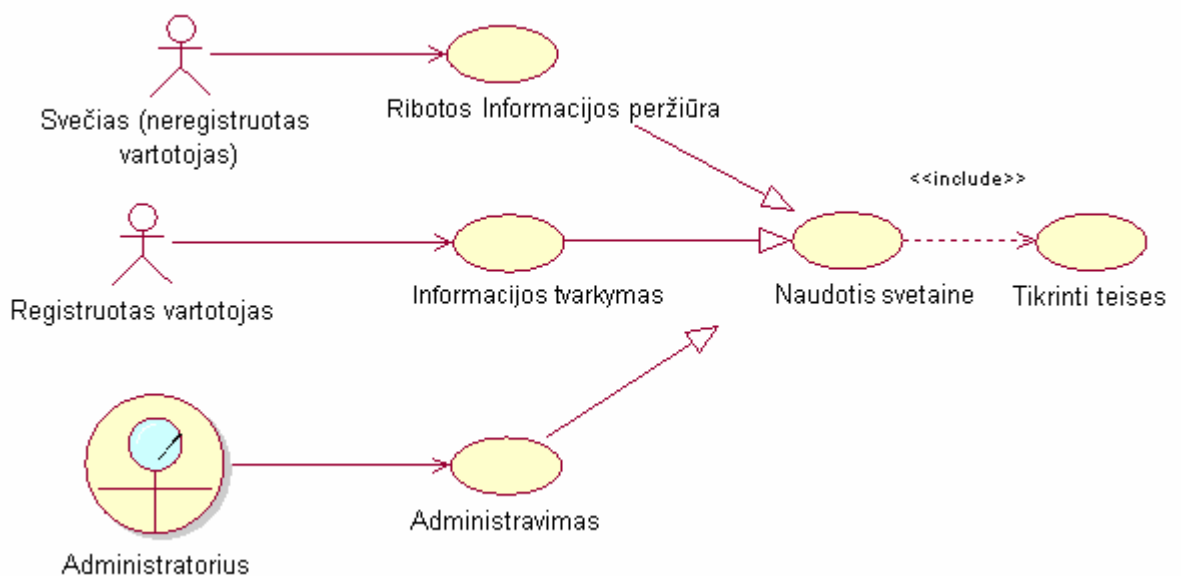 Svečias (neregistruotas
vartotojas)
Ribotos Informacijos peržiūra
<<include>>
Registruotas vartotojas
Informacijos tvarkymas
Naudotis svetaine
Tikrinti teises
Administratorius
Administravimas